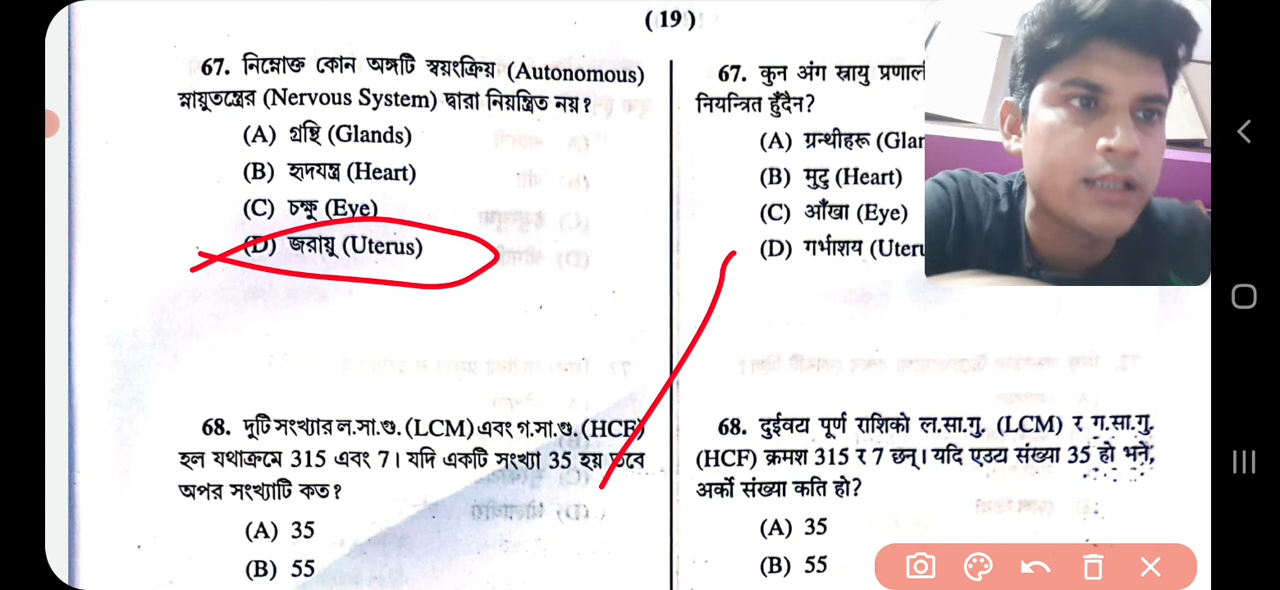 (19)
67. নিম্নোক্ত কোন অঙ্গটি স্বয়ংক্রিয় (Autonomous)
স্নায়ুতন্ত্রের (Nervous System) দ্বারা নিয়ন্ত্রিত নয়?
(A) গ্রন্থি (Glands)
(B) হৃদযন্ত্র (Heart)
(C) চক্ষু (Eye)
(D) জরায়ু (Uterus)
68. দুটি সংখ্যার ল.সা.গু. (LCM) এবং গ.সা.গু. (HCF)
হল যথাক্রমে 315 এবং 7। যদি একটি সংখ্যা 35 হয় তবে
অপর সংখ্যাটি কত?
(A) 35
(B) 55
67. कुन अंग स्नायु
नियन्त्रित हुँदैन?
(A) ग्रन्थीहरू
(B) मुटु (Heart)
(C) आँखा (Eye)
(D) गर्भाशय
68. दुईवटा पूर्ण राशिको ल.सा.गु. (LCM) र ग.सा.गु.
(HCF) क्रमश 315 र 7 छन्। यदि एउटा संख्या 35 हो भने,
अर्को संख्या कति हो?
(A) 35
(B) 55